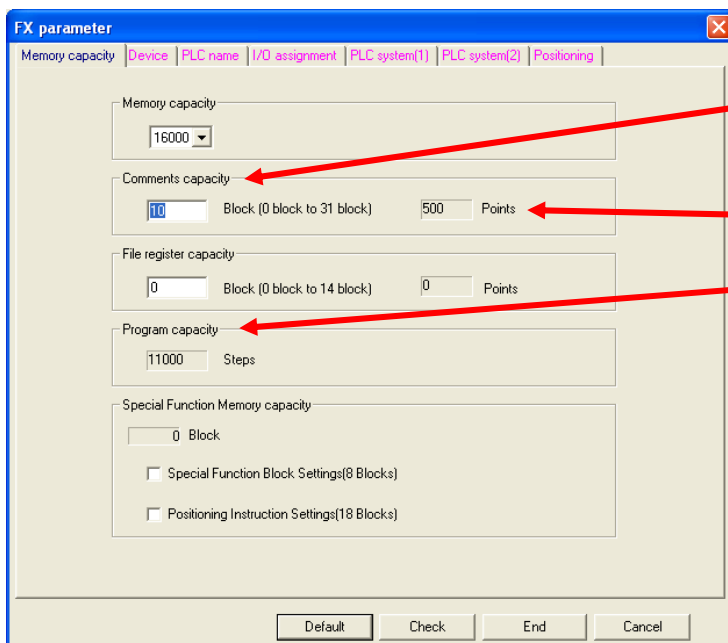 FX parameter
Memory capacity Device PLC name I/O assignment PLC system(1) PLC system(2) Positioning
Memory capacity
16000
Comments capacity
10 Block (0 block to 31 block) 500 Points
File register capacity
0 Block (0 block to 14 block) 0 Points
Program capacity
11000 Steps
Special Function Memory capacity
0 Block
Special Function Block Settings(8 Blocks)
Positioning Instruction Settings(18 Blocks)
Default Check End Cancel